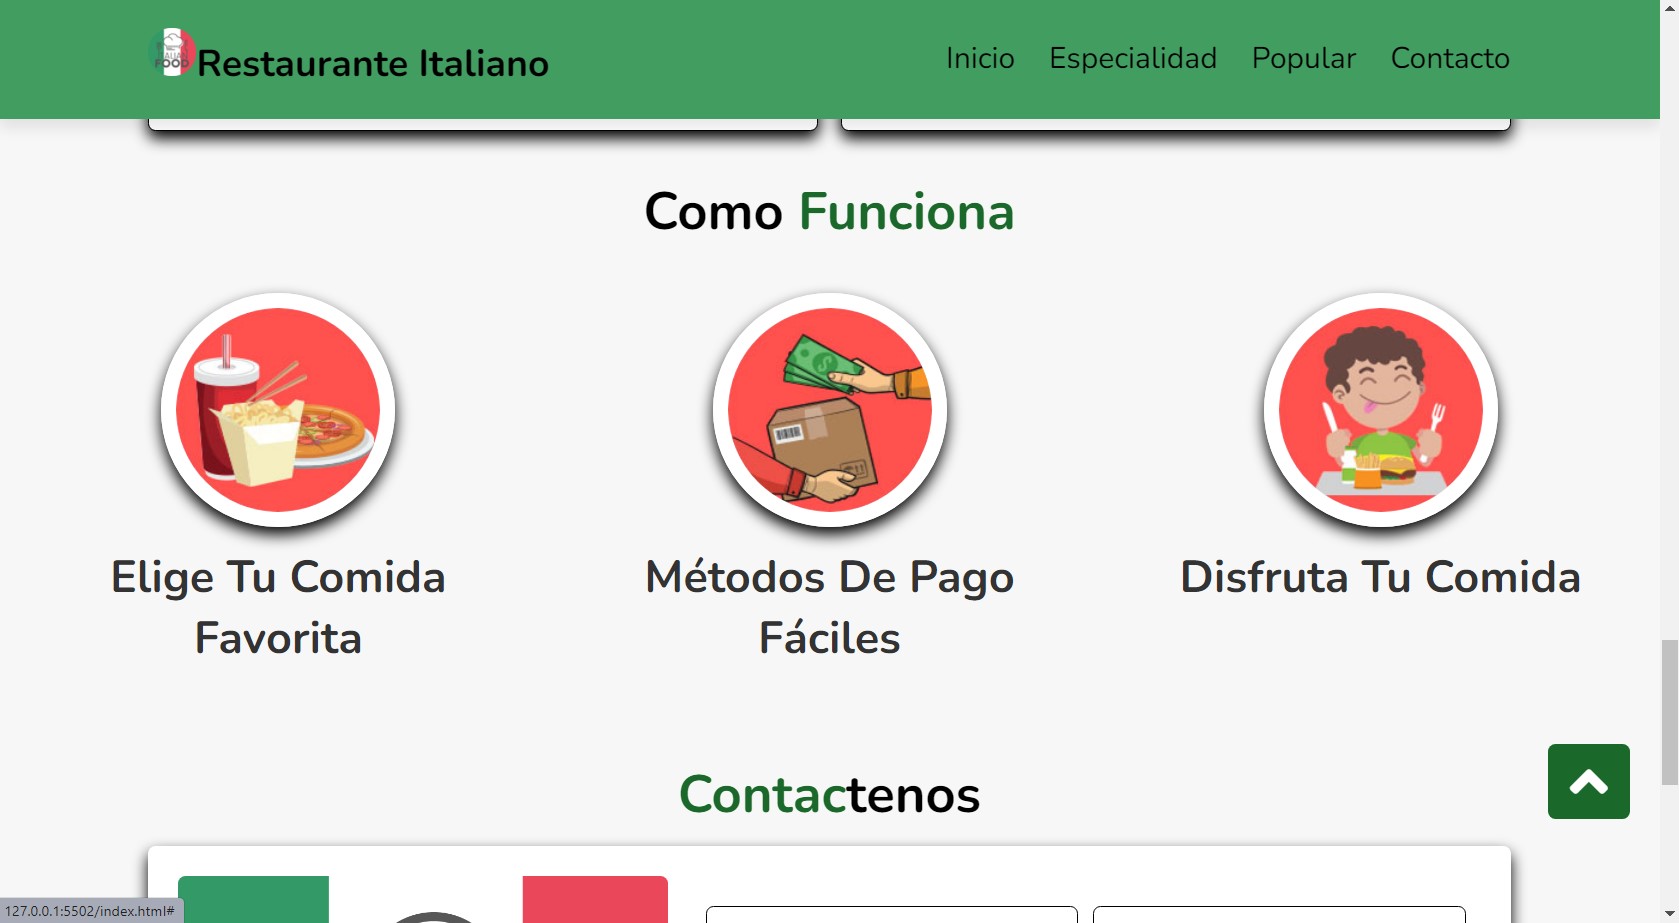 Restaurante Italiano
Inicio Especialidad Popular Contacto
Como Funciona
Elige Tu Comida
Favorita
Métodos De Pago
Fáciles
Disfruta Tu Comida
Contactenos
127.0.0.1:5502/index.html#
FOOD